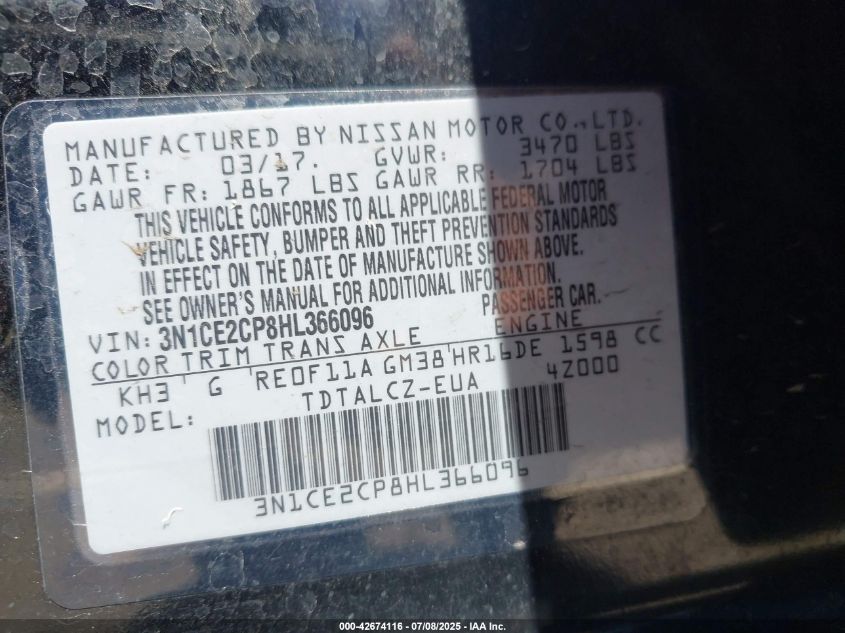 MANUFACTURED BY NISSAN MOTOR CO.,LTD.
DATE: 03/17. GVWR: 3470 LBS
GAWR FR: 1867 LBS GAWR RR: 1704 LBS
THIS VEHICLE CONFORMS TO ALL APPLICABLE FEDERAL MOTOR
VEHICLE SAFETY, BUMPER AND THEFT PREVENTION STANDARDS
IN EFFECT ON THE DATE OF MANUFACTURE SHOWN ABOVE.
SEE OWNER'S MANUAL FOR ADDITIONAL INFORMATION.
VIN: 3N1CE2CP8HL366096 PASSENGER CAR.
COLOR TRIM TRANS AXLE ENGINE
KH3 G RE0F11A GM38 HR16DE 1598 CC
MODEL: TDTALCZ-EUA 4Z000
3N1CE2CP8HL366096
000-42674116 - 07/08/2025 - IAA Inc.